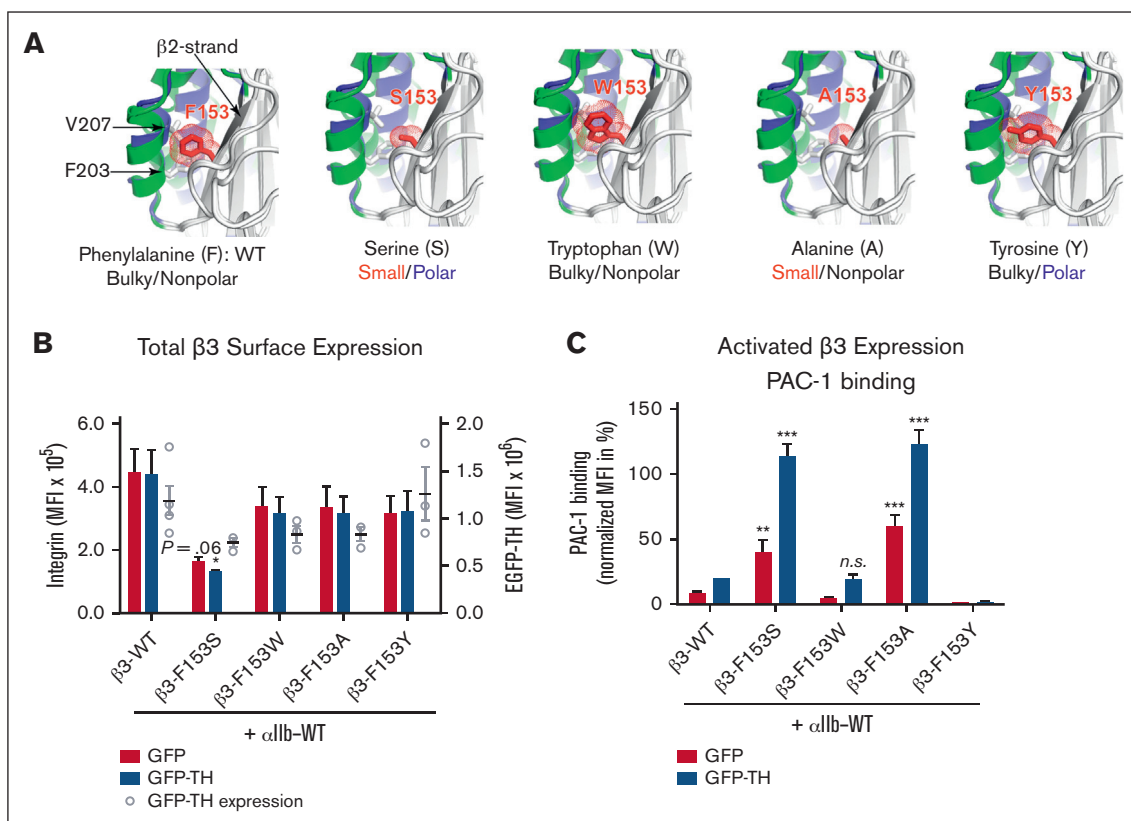 A
β2-strand
V207
F203
F153
S153
W153
A153
Y153
Phenylalanine (F): WT
Bulky/Nonpolar
Serine (S)
Small/Polar
Tryptophan (W)
Bulky/Nonpolar
Alanine (A)
Small/Nonpolar
Tyrosine (Y)
Bulky/Polar
B
Total β3 Surface Expression
Integrin (MFI x 10⁵)
6.0
4.0
2.0
0.0
P = .06
*
EGFP-TH (MFI x 10⁶)
2.0
1.5
1.0
0.5
0.0
β3-WT
β3-F153S
β3-F153W
β3-F153A
β3-F153Y
+ αIIb–WT
GFP
GFP-TH
GFP-TH expression
C
Activated β3 Expression
PAC-1 binding
PAC-1 binding
(normalized MFI in %)
150
100
50
0
**
***
n.s.
***
***
β3-WT
β3-F153S
β3-F153W
β3-F153A
β3-F153Y
+ αIIb–WT
GFP
GFP-TH